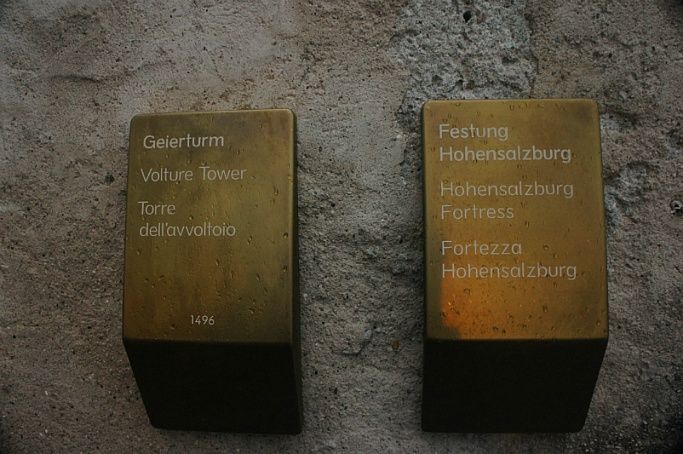 Geierturm
Volture Tower
Torre
dell'avvoltoio
1496
Festung
Hohensalzburg
Hohensalzburg
Fortress
Fortezza
Hohensalzburg